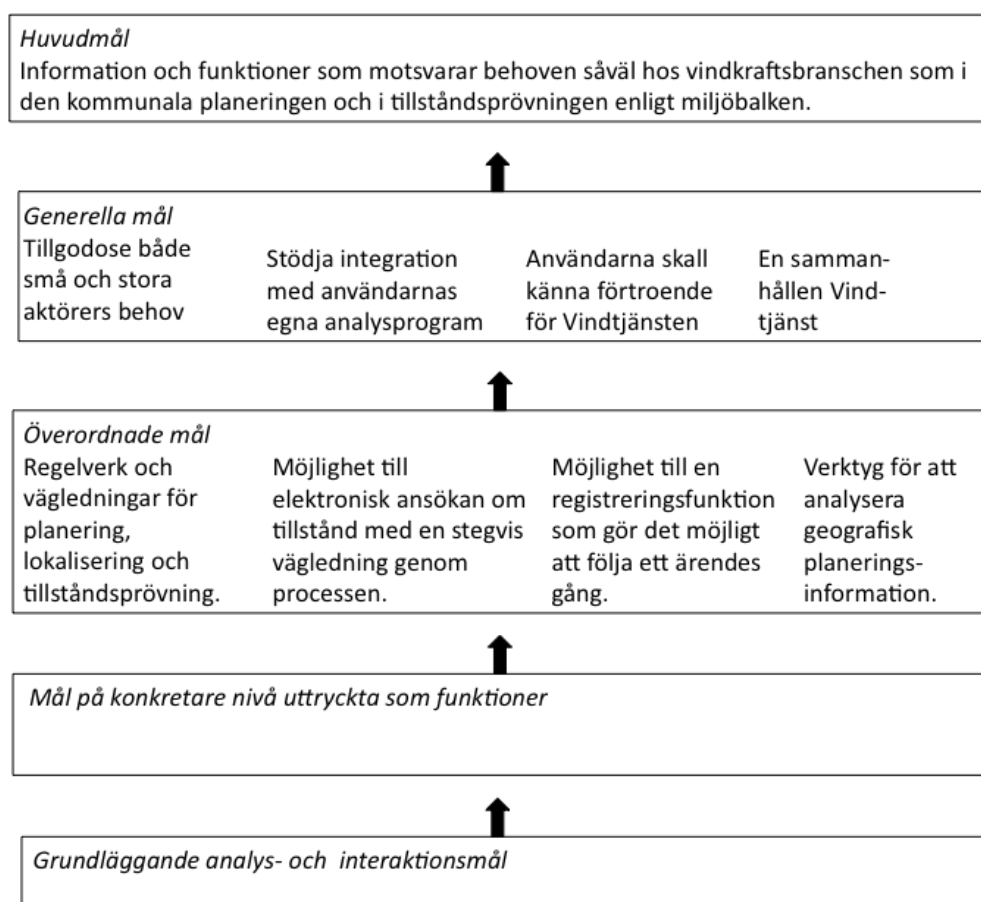 Huvudmål
Information och funktioner som motsvarar behoven såväl hos vindkraftsbranschen som i
den kommunala planeringen och i tillståndsprövningen enligt miljöbalken.
Generella mål
Tillgodose både
små och stora
aktörers behov
Stödja integration
med användarnas
egna analysprogram
Användarna skall
känna förtroende
för Vindtjänsten
En samman-
hållen Vind-
tjänst
Överordnade mål
Regelverk och
vägledningar för
planering,
lokalisering och
tillståndsprövning.
Möjlighet till
elektronisk ansökan om
tillstånd med en stegvis
vägledning genom
processen.
Möjlighet till en
registreringsfunktion
som gör det möjligt
att följa ett ärendes
gång.
Verktyg för att
analysera
geografisk
planerings-
information.
Mål på konkretare nivå uttryckta som funktioner
Grundläggande analys- och interaktionsmål